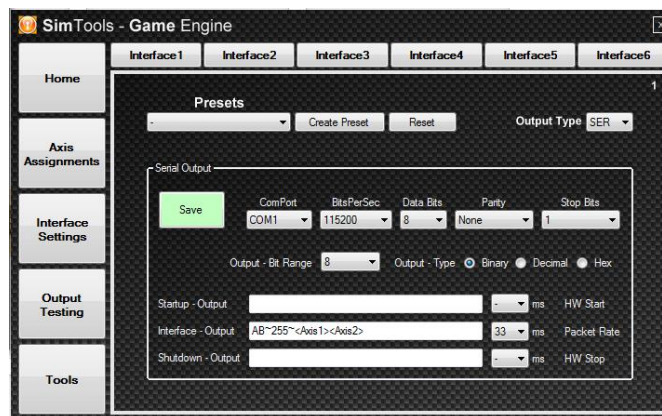 SimTools - Game Engine
Interface1 Interface2 Interface3 Interface4 Interface5 Interface6
Home
1
Presets
- Create Preset Reset Output Type SER
Axis
Assignments
Serial Output
Save
ComPort BitsPerSec Data Bits Parity Stop Bits
COM1 115200 8 None 1
Interface
Settings
Output - Bit Range 8 Output - Type Binary Decimal Hex
Output
Testing
Startup - Output - ms HW Start
Interface - Output AB~255~<Axis1><Axis2> 33 ms Packet Rate
Shutdown - Output - ms HW Stop
Tools